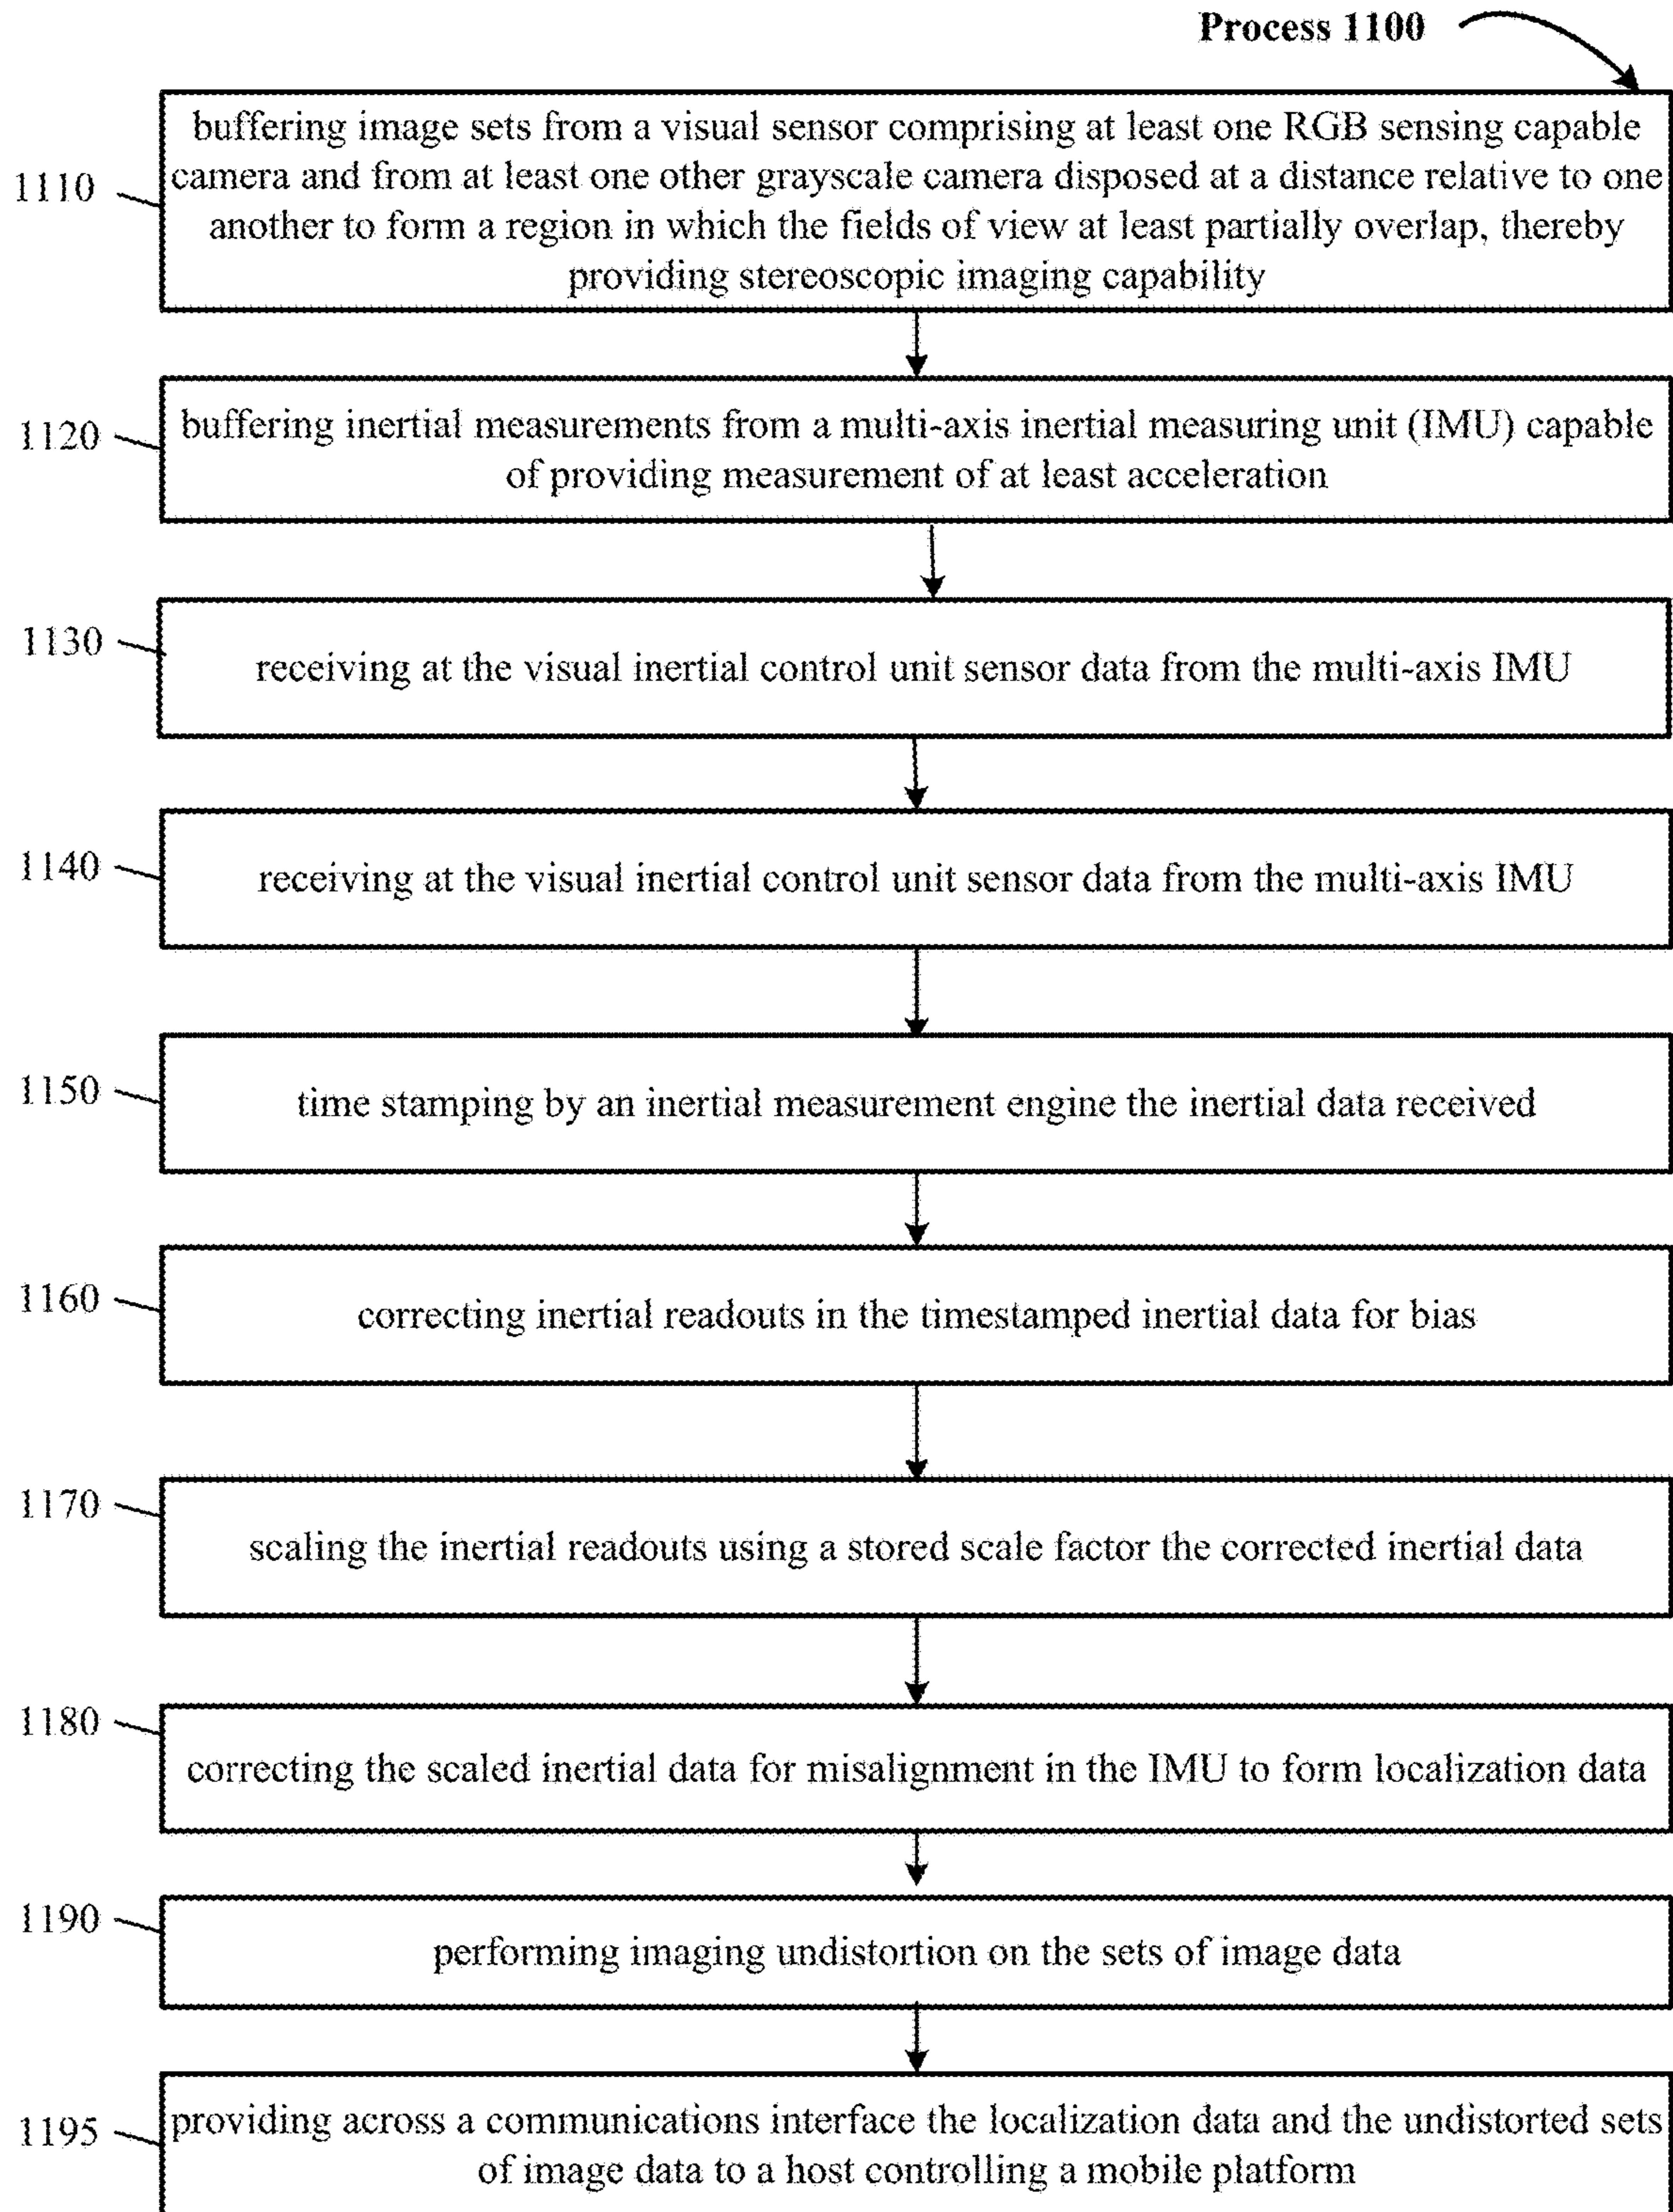 Process 1100
1110
buffering image sets from a visual sensor comprising at least one RGB sensing capable
camera and from at least one other grayscale camera disposed at a distance relative to one
another to form a region in which the fields of view at least partially overlap, thereby
providing stereoscopic imaging capability
1120
buffering inertial measurements from a multi-axis inertial measuring unit (IMU) capable
of providing measurement of at least acceleration
1130
receiving at the visual inertial control unit sensor data from the multi-axis IMU
1140
receiving at the visual inertial control unit sensor data from the multi-axis IMU
1150
time stamping by an inertial measurement engine the inertial data received
1160
correcting inertial readouts in the timestamped inertial data for bias
1170
scaling the inertial readouts using a stored scale factor the corrected inertial data
1180
correcting the scaled inertial data for misalignment in the IMU to form localization data
1190
performing imaging undistortion on the sets of image data
1195
providing across a communications interface the localization data and the undistorted sets
of image data to a host controlling a mobile platform